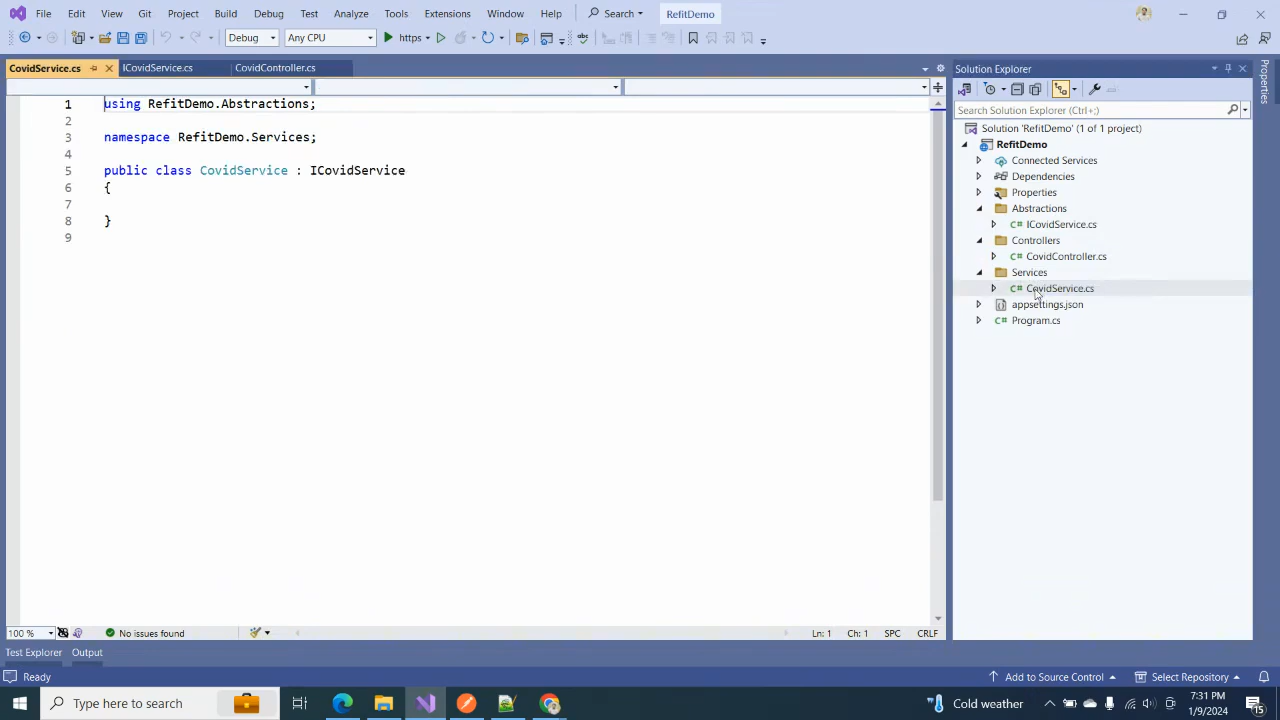 File Edit View Git Project Build Debug Test Analyze Tools Extensions Window Help Search RefitDemo
Debug Any CPU https
CovidService.cs ICovidService.cs CovidController.cs
1 using RefitDemo.Abstractions;
2
3 namespace RefitDemo.Services;
4
5 public class CovidService : ICovidService
6 {
7
8 }
9
100 % No issues found Ln: 1 Ch: 1 SPC CRLF
Solution Explorer
Search Solution Explorer (Ctrl+;)
Solution 'RefitDemo' (1 of 1 project)
RefitDemo
Connected Services
Dependencies
Properties
Abstractions
C# ICovidService.cs
Controllers
C# CovidController.cs
Services
C# CovidService.cs
appsettings.json
C# Program.cs
Properties
Test Explorer Output
Ready Add to Source Control Select Repository
Type here to search Cold weather 7:31 PM
1/9/2024
15